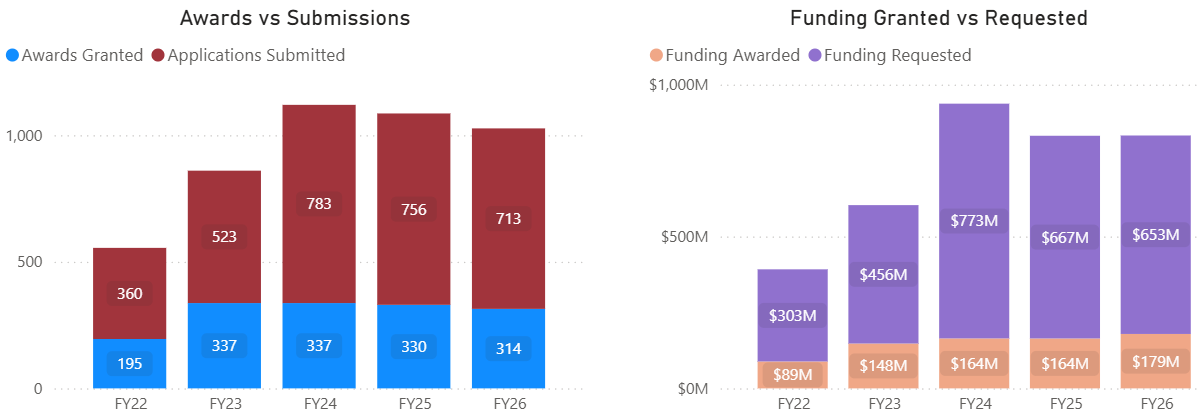 Awards vs Submissions
Awards Granted Applications Submitted
1,000
500
0
360
523
783
756
713
195
337
337
330
314
FY22 FY23 FY24 FY25 FY26
Funding Granted vs Requested
Funding Awarded Funding Requested
$1,000M
$500M
$0M
$303M
$456M
$773M
$667M
$653M
$89M
$148M
$164M
$164M
$179M
FY22 FY23 FY24 FY25 FY26